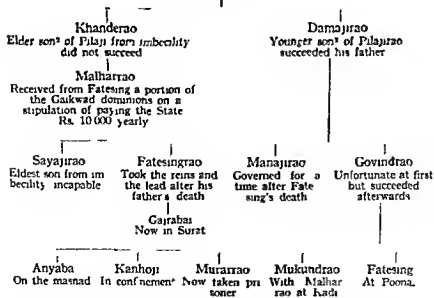 Khanderao
Elder son² of Pilaji from imbecility
did not succeed
Damajirao
Younger son² of Pilajirao
succeeded his father
Malharrao
Received from Fatesing a portion of
the Gaikwad dominions on a
stipulation of paying the State
Rs. 10 000 yearly
Sayajirao
Eldest son from im
becility incapable
Fatesingrao
Took the reins and
the lead after his
father s death
Manajirao
Governed for a
time after Fate
sing's death
Govindrao
Unfortunate at first
but succeeded
afterwards
Gajrabai
Now in Surat
Anyaba
On the masnad
Kanhoji
In confinement
Murarrao
Now taken pri
soner
Mukundrao
With Malhar
rao at Kadi
Fatesing
At Poona.